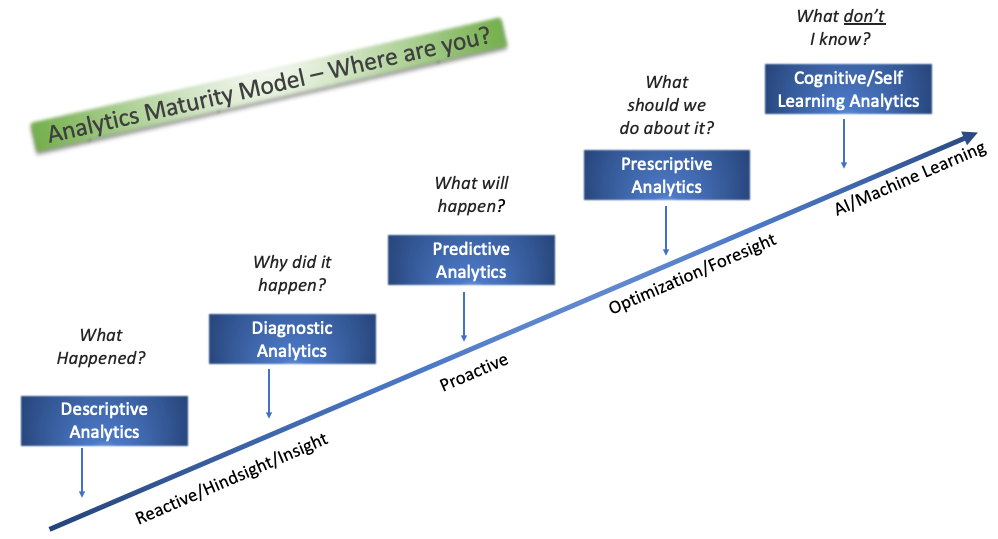 Analytics Maturity Model – Where are you?
What
Happened?
Descriptive
Analytics
Why did it
happen?
Diagnostic
Analytics
Reactive/Hindsight/Insight
What will
happen?
Predictive
Analytics
Proactive
What
should we
do about it?
Prescriptive
Analytics
Optimization/Foresight
What don't
I know?
Cognitive/Self
Learning Analytics
AI/Machine Learning